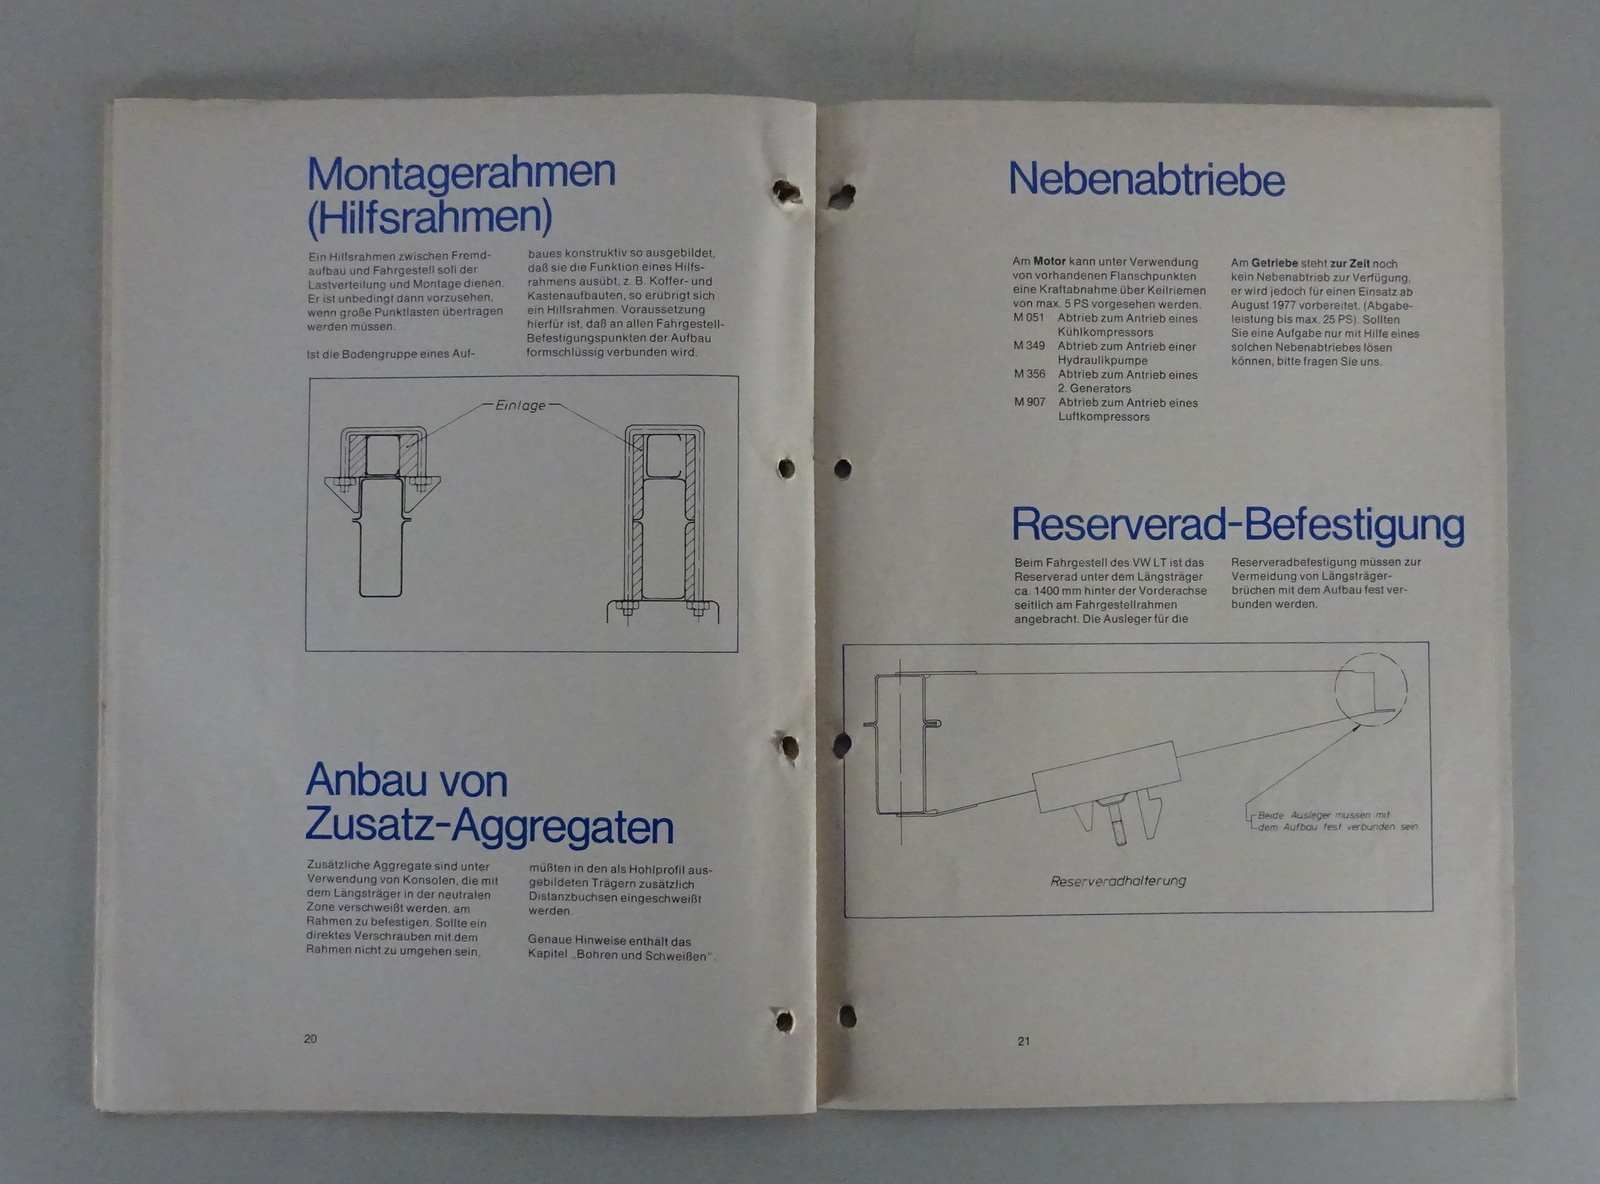 Montagerahmen
(Hilfsrahmen)
Ein Hilfsrahmen zwischen Fremd-
aufbau und Fahrgestell soll der
Lastverteilung und Montage dienen.
Er ist unbedingt dann vorzusehen,
wenn große Punktlasten übertragen
werden müssen.
Ist die Bodengruppe eines Auf-
baues konstruktiv so ausgebildet,
daß sie die Funktion eines Hilfs-
rahmens ausübt, z. B. Koffer- und
Kastenaufbauten, so erübrigt sich
ein Hilfsrahmen. Voraussetzung
hierfür ist, daß an allen Fahrgestell-
Befestigungspunkten der Aufbau
formschlüssig verbunden wird.
Einlage
Anbau von
Zusatz-Aggregaten
Zusätzliche Aggregate sind unter
Verwendung von Konsolen, die mit
dem Längsträger in der neutralen
Zone verschweißt werden, am
Rahmen zu befestigen. Sollte ein
direktes Verschrauben mit dem
Rahmen nicht zu umgehen sein,
müßten in den als Hohlprofil aus-
gebildeten Trägern zusätzlich
Distanzbuchsen eingeschweißt
werden.
Genaue Hinweise enthält das
Kapitel „Bohren und Schweißen".
20
Nebenabtriebe
Am Motor kann unter Verwendung
von vorhandenen Flanschpunkten
eine Kraftabnahme über Keilriemen
von max. 5 PS vorgesehen werden.
M 051 Abtrieb zum Antrieb eines
Kühlkompressors
M 349 Abtrieb zum Antrieb einer
Hydraulikpumpe
M 356 Abtrieb zum Antrieb eines
2. Generators
M 907 Abtrieb zum Antrieb eines
Luftkompressors
Am Getriebe steht zur Zeit noch
kein Nebenabtrieb zur Verfügung,
er wird jedoch für einen Einsatz ab
August 1977 vorbereitet. (Abgabe-
leistung bis max. 25 PS). Sollten
Sie eine Aufgabe nur mit Hilfe eines
solchen Nebenabtriebes lösen
können, bitte fragen Sie uns.
Reserverad-Befestigung
Beim Fahrgestell des VW LT ist das
Reserverad unter dem Längsträger
ca. 1400 mm hinter der Vorderachse
seitlich am Fahrgestellrahmen
angebracht. Die Ausleger für die
Reserveradbefestigung müssen zur
Vermeidung von Längsträger-
brüchen mit dem Aufbau fest ver-
bunden werden.
Beide Ausleger müssen mit
dem Aufbau fest verbunden sein
Reserveradhalterung
21